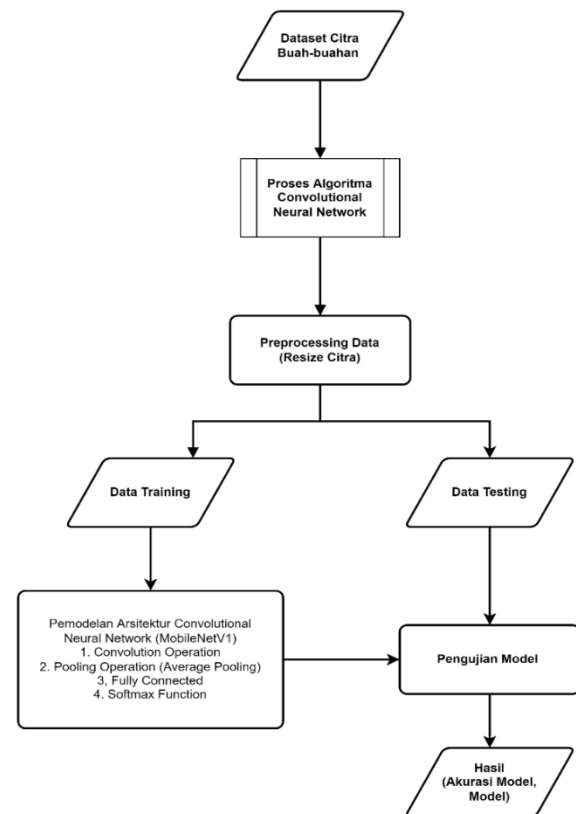 Dataset Citra
Buah-buahan
Proses Algoritma
Convolutional
Neural Network
Preprocessing Data
(Resize Citra)
Data Training
Data Testing
Pemodelan Arsitektur Convolutional
Neural Network (MobileNetV1)
1. Convolution Operation
2. Pooling Operation (Average Pooling)
3, Fully Connected
4. Softmax Function
Pengujian Model
Hasil
(Akurasi Model,
Model)